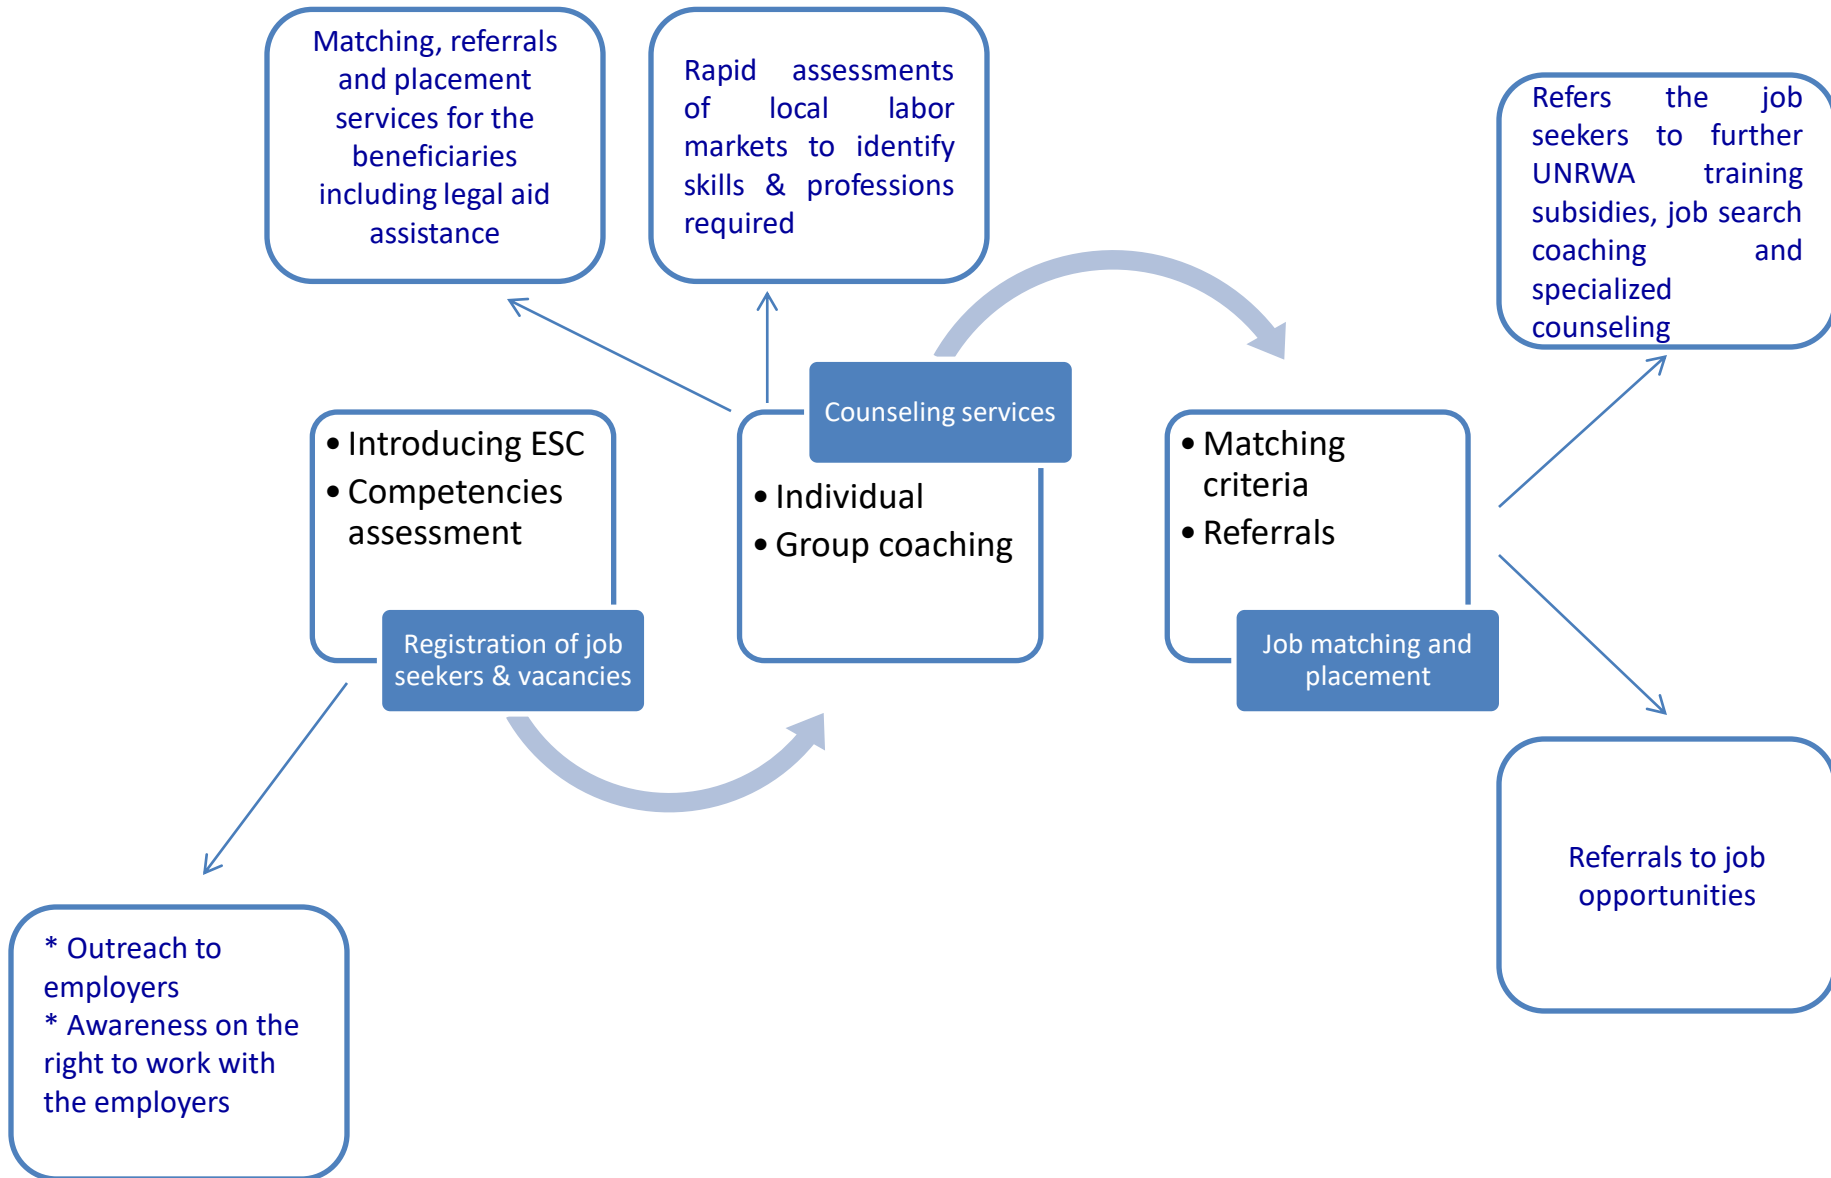 Matching, referrals
and placement
services for the
beneficiaries
including legal aid
assistance
Rapid assessments
of local labor
markets to identify
skills & professions
required
Refers the job
seekers to further
UNRWA training
subsidies, job search
coaching and
specialized
counseling
• Introducing ESC
• Competencies
assessment
Registration of job
seekers & vacancies
Counseling services
• Individual
• Group coaching
• Matching
criteria
• Referrals
Job matching and
placement
* Outreach to
employers
* Awareness on the
right to work with
the employers
Referrals to job
opportunities